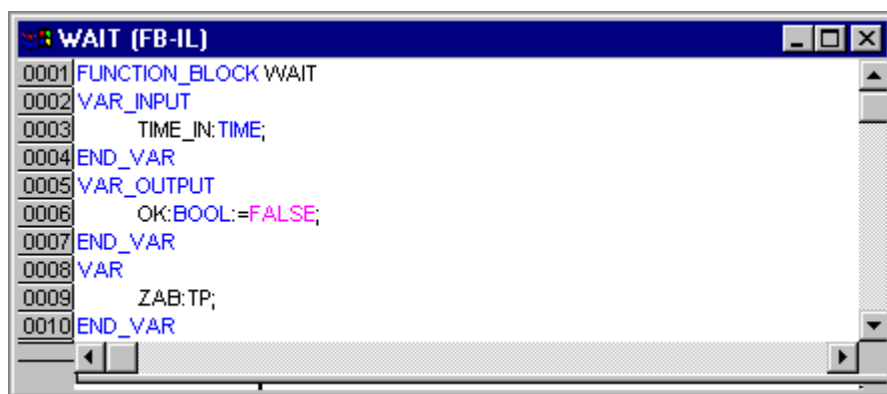 WAIT (FB-IL)
0001 FUNCTION_BLOCK WAIT
0002 VAR_INPUT
0003 TIME_IN:TIME;
0004 END_VAR
0005 VAR_OUTPUT
0006 OK:BOOL:=FALSE;
0007 END_VAR
0008 VAR
0009 ZAB:TP;
0010 END_VAR